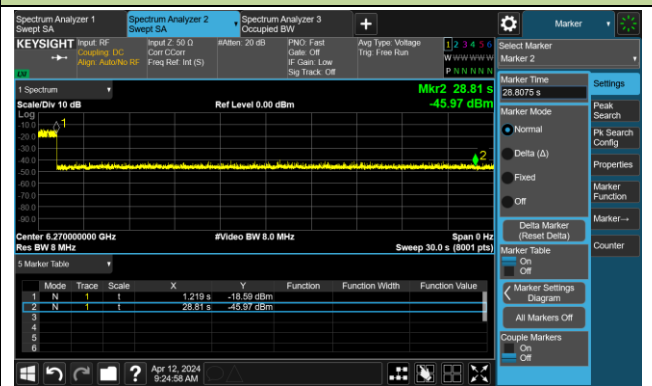 Spectrum Analyzer 1
Swept SA
Spectrum Analyzer 2
Swept SA
Spectrum Analyzer 3
Occupied BW
+
Marker
KEYSIGHT
Input: RF
Coupling: DC
Align: Auto/No RF
Input Z: 50 Ω
Corr CCorr
Freq Ref: Int (S)
#Atten: 20 dB
PNO: Fast
Gate: Off
IF Gain: Low
Sig Track: Off
Avg Type: Voltage
Trig: Free Run
1 2 3 4 5 6
W W W W W W
P N N N N N
Select Marker
Marker 2
1 Spectrum
Mkr2 28.81 s
Scale/Div 10 dB
Ref Level 0.00 dBm
-45.97 dBm
Log
-10.0
-20.0
-30.0
-40.0
-50.0
-60.0
-70.0
-80.0
-90.0
1
2
Center 6.270000000 GHz
#Video BW 8.0 MHz
Span 0 Hz
Res BW 8 MHz
Sweep 30.0 s (8001 pts)
Marker Time
28.8075 s
Marker Mode
Normal
Delta (Δ)
Fixed
Off
Delta Marker
(Reset Delta)
Marker Table
On
Off
Marker Settings
Diagram
All Markers Off
Couple Markers
On
Off
Settings
Peak
Search
Pk Search
Config
Properties
Marker
Function
Marker→
Counter
5 Marker Table
Mode Trace Scale X Y Function Function Width Function Value
1 N 1 t 1.219 s -18.59 dBm
2 N 1 t 28.81 s -45.97 dBm
3
4
5
6
?
Apr 12, 2024
9:24:58 AM